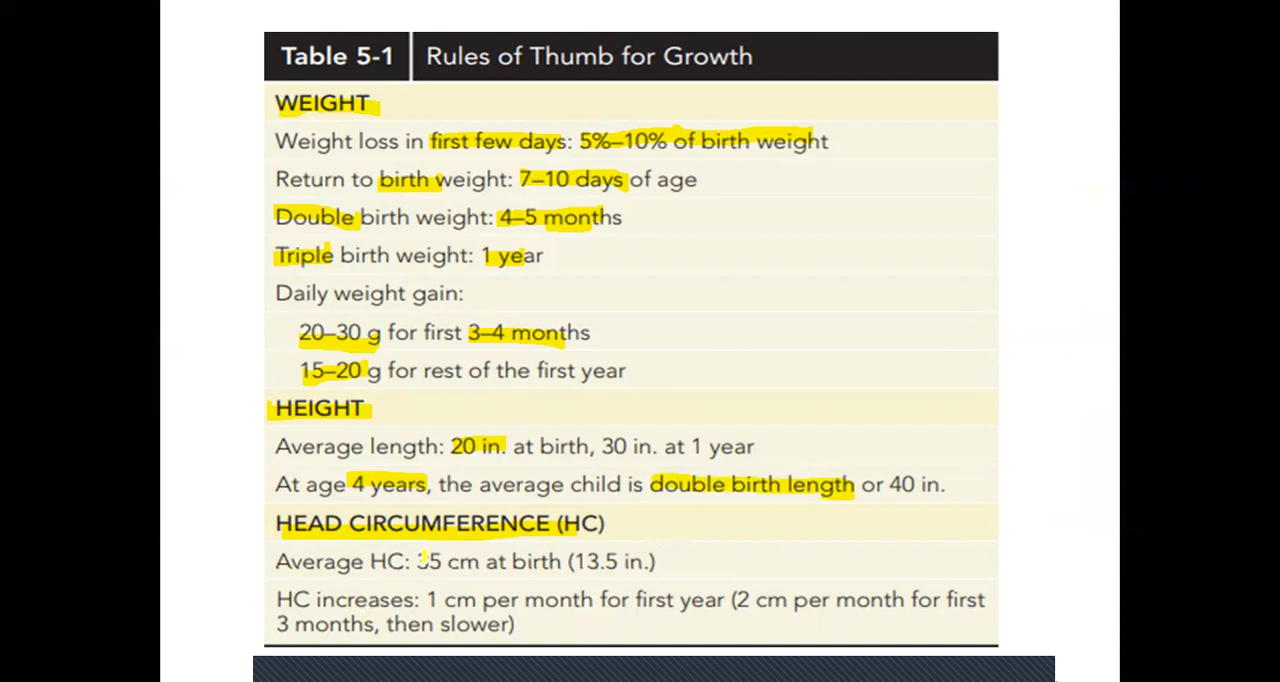 Table 5-1 Rules of Thumb for Growth
WEIGHT
Weight loss in first few days: 5%–10% of birth weight
Return to birth weight: 7–10 days of age
Double birth weight: 4–5 months
Triple birth weight: 1 year
Daily weight gain:
20–30 g for first 3–4 months
15–20 g for rest of the first year
HEIGHT
Average length: 20 in. at birth, 30 in. at 1 year
At age 4 years, the average child is double birth length or 40 in.
HEAD CIRCUMFERENCE (HC)
Average HC: 35 cm at birth (13.5 in.)
HC increases: 1 cm per month for first year (2 cm per month for first
3 months, then slower)